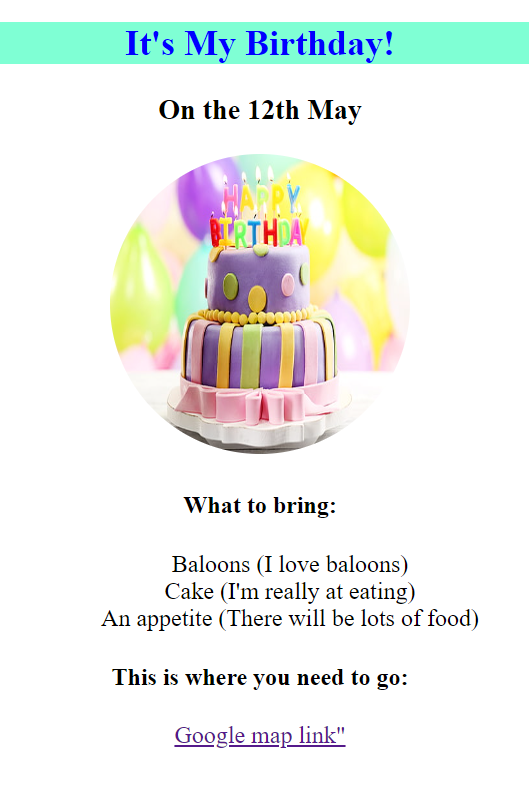 It's My Birthday!
On the 12th May
HAPPY
BIRTHDAY
What to bring:
Baloons (I love baloons)
Cake (I'm really at eating)
An appetite (There will be lots of food)
This is where you need to go:
Google map link"